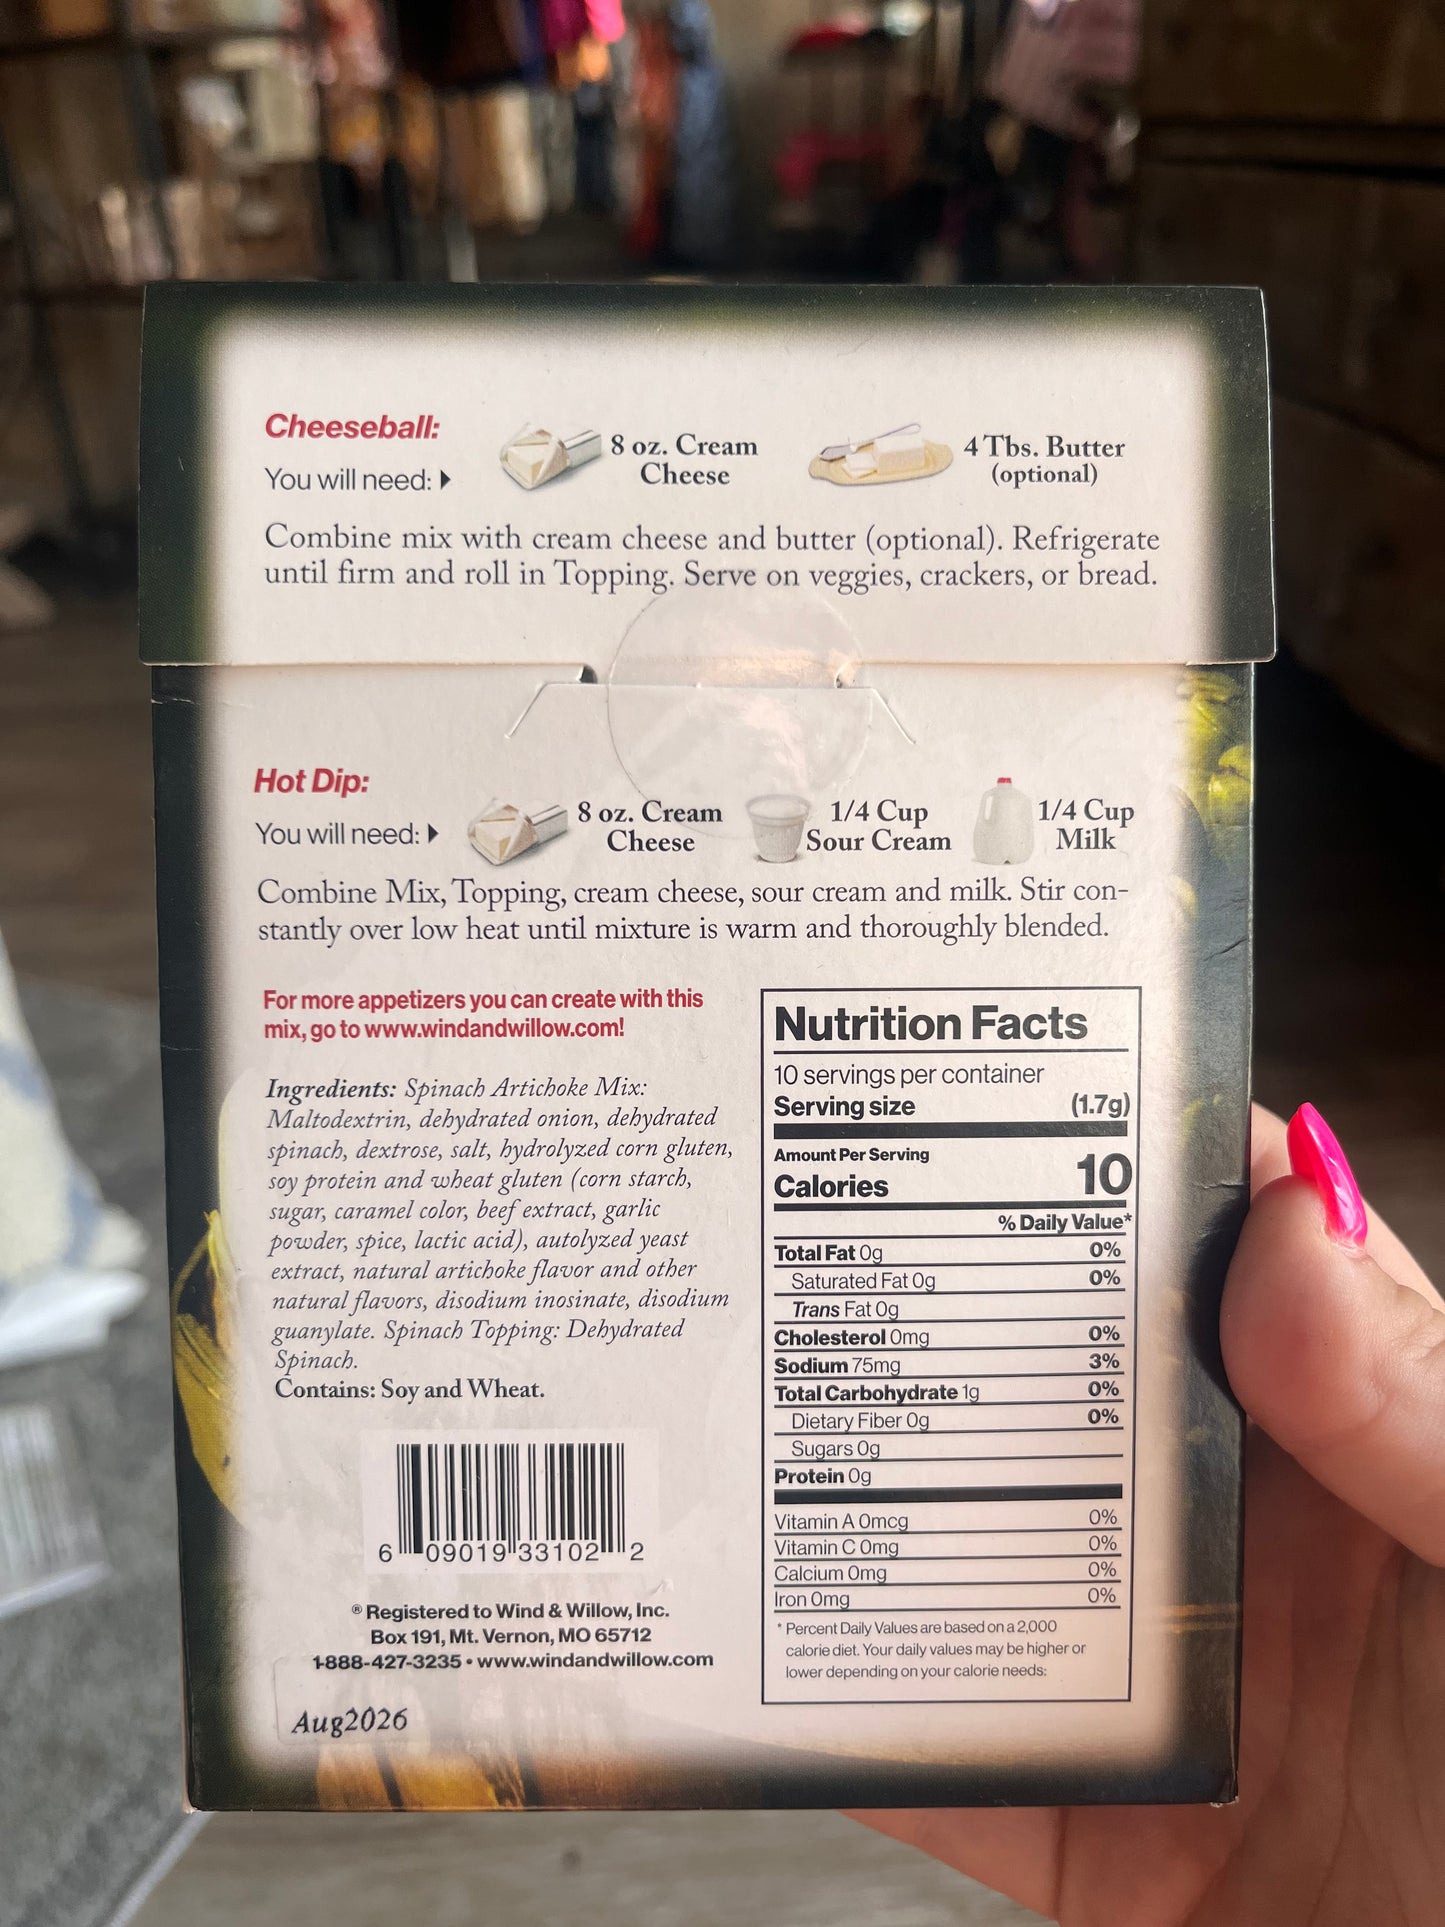 Cheeseball:
You will need:
8 oz. Cream
Cheese
4 Tbs. Butter
(optional)
Combine mix with cream cheese and butter (optional). Refrigerate
until firm and roll in Topping. Serve on veggies, crackers, or bread.
Hot Dip:
You will need:
8 oz. Cream
Cheese
1/4 Cup
Sour Cream
1/4 Cup
Milk
Combine Mix, Topping, cream cheese, sour cream and milk. Stir con-
stantly over low heat until mixture is warm and thoroughly blended.
For more appetizers you can create with this
mix, go to www.windandwillow.com!
Ingredients: Spinach Artichoke Mix:
Maltodextrin, dehydrated onion, dehydrated
spinach, dextrose, salt, hydrolyzed corn gluten,
soy protein and wheat gluten (corn starch,
sugar, caramel color, beef extract, garlic
powder, spice, lactic acid), autolyzed yeast
extract, natural artichoke flavor and other
natural flavors, disodium inosinate, disodium
guanylate. Spinach Topping: Dehydrated
Spinach.
Contains: Soy and Wheat.
6 09019 33102 2
® Registered to Wind & Willow, Inc.
Box 191, Mt. Vernon, MO 65712
1-888-427-3235 • www.windandwillow.com
Aug2026
Nutrition Facts
10 servings per container
Serving size (1.7g)
Amount Per Serving
Calories 10
% Daily Value*
Total Fat 0g 0%
Saturated Fat 0g 0%
Trans Fat 0g
Cholesterol 0mg 0%
Sodium 75mg 3%
Total Carbohydrate 1g 0%
Dietary Fiber 0g 0%
Sugars 0g
Protein 0g
Vitamin A 0mcg 0%
Vitamin C 0mg 0%
Calcium 0mg 0%
Iron 0mg 0%
* Percent Daily Values are based on a 2,000
calorie diet. Your daily values may be higher or
lower depending on your calorie needs: